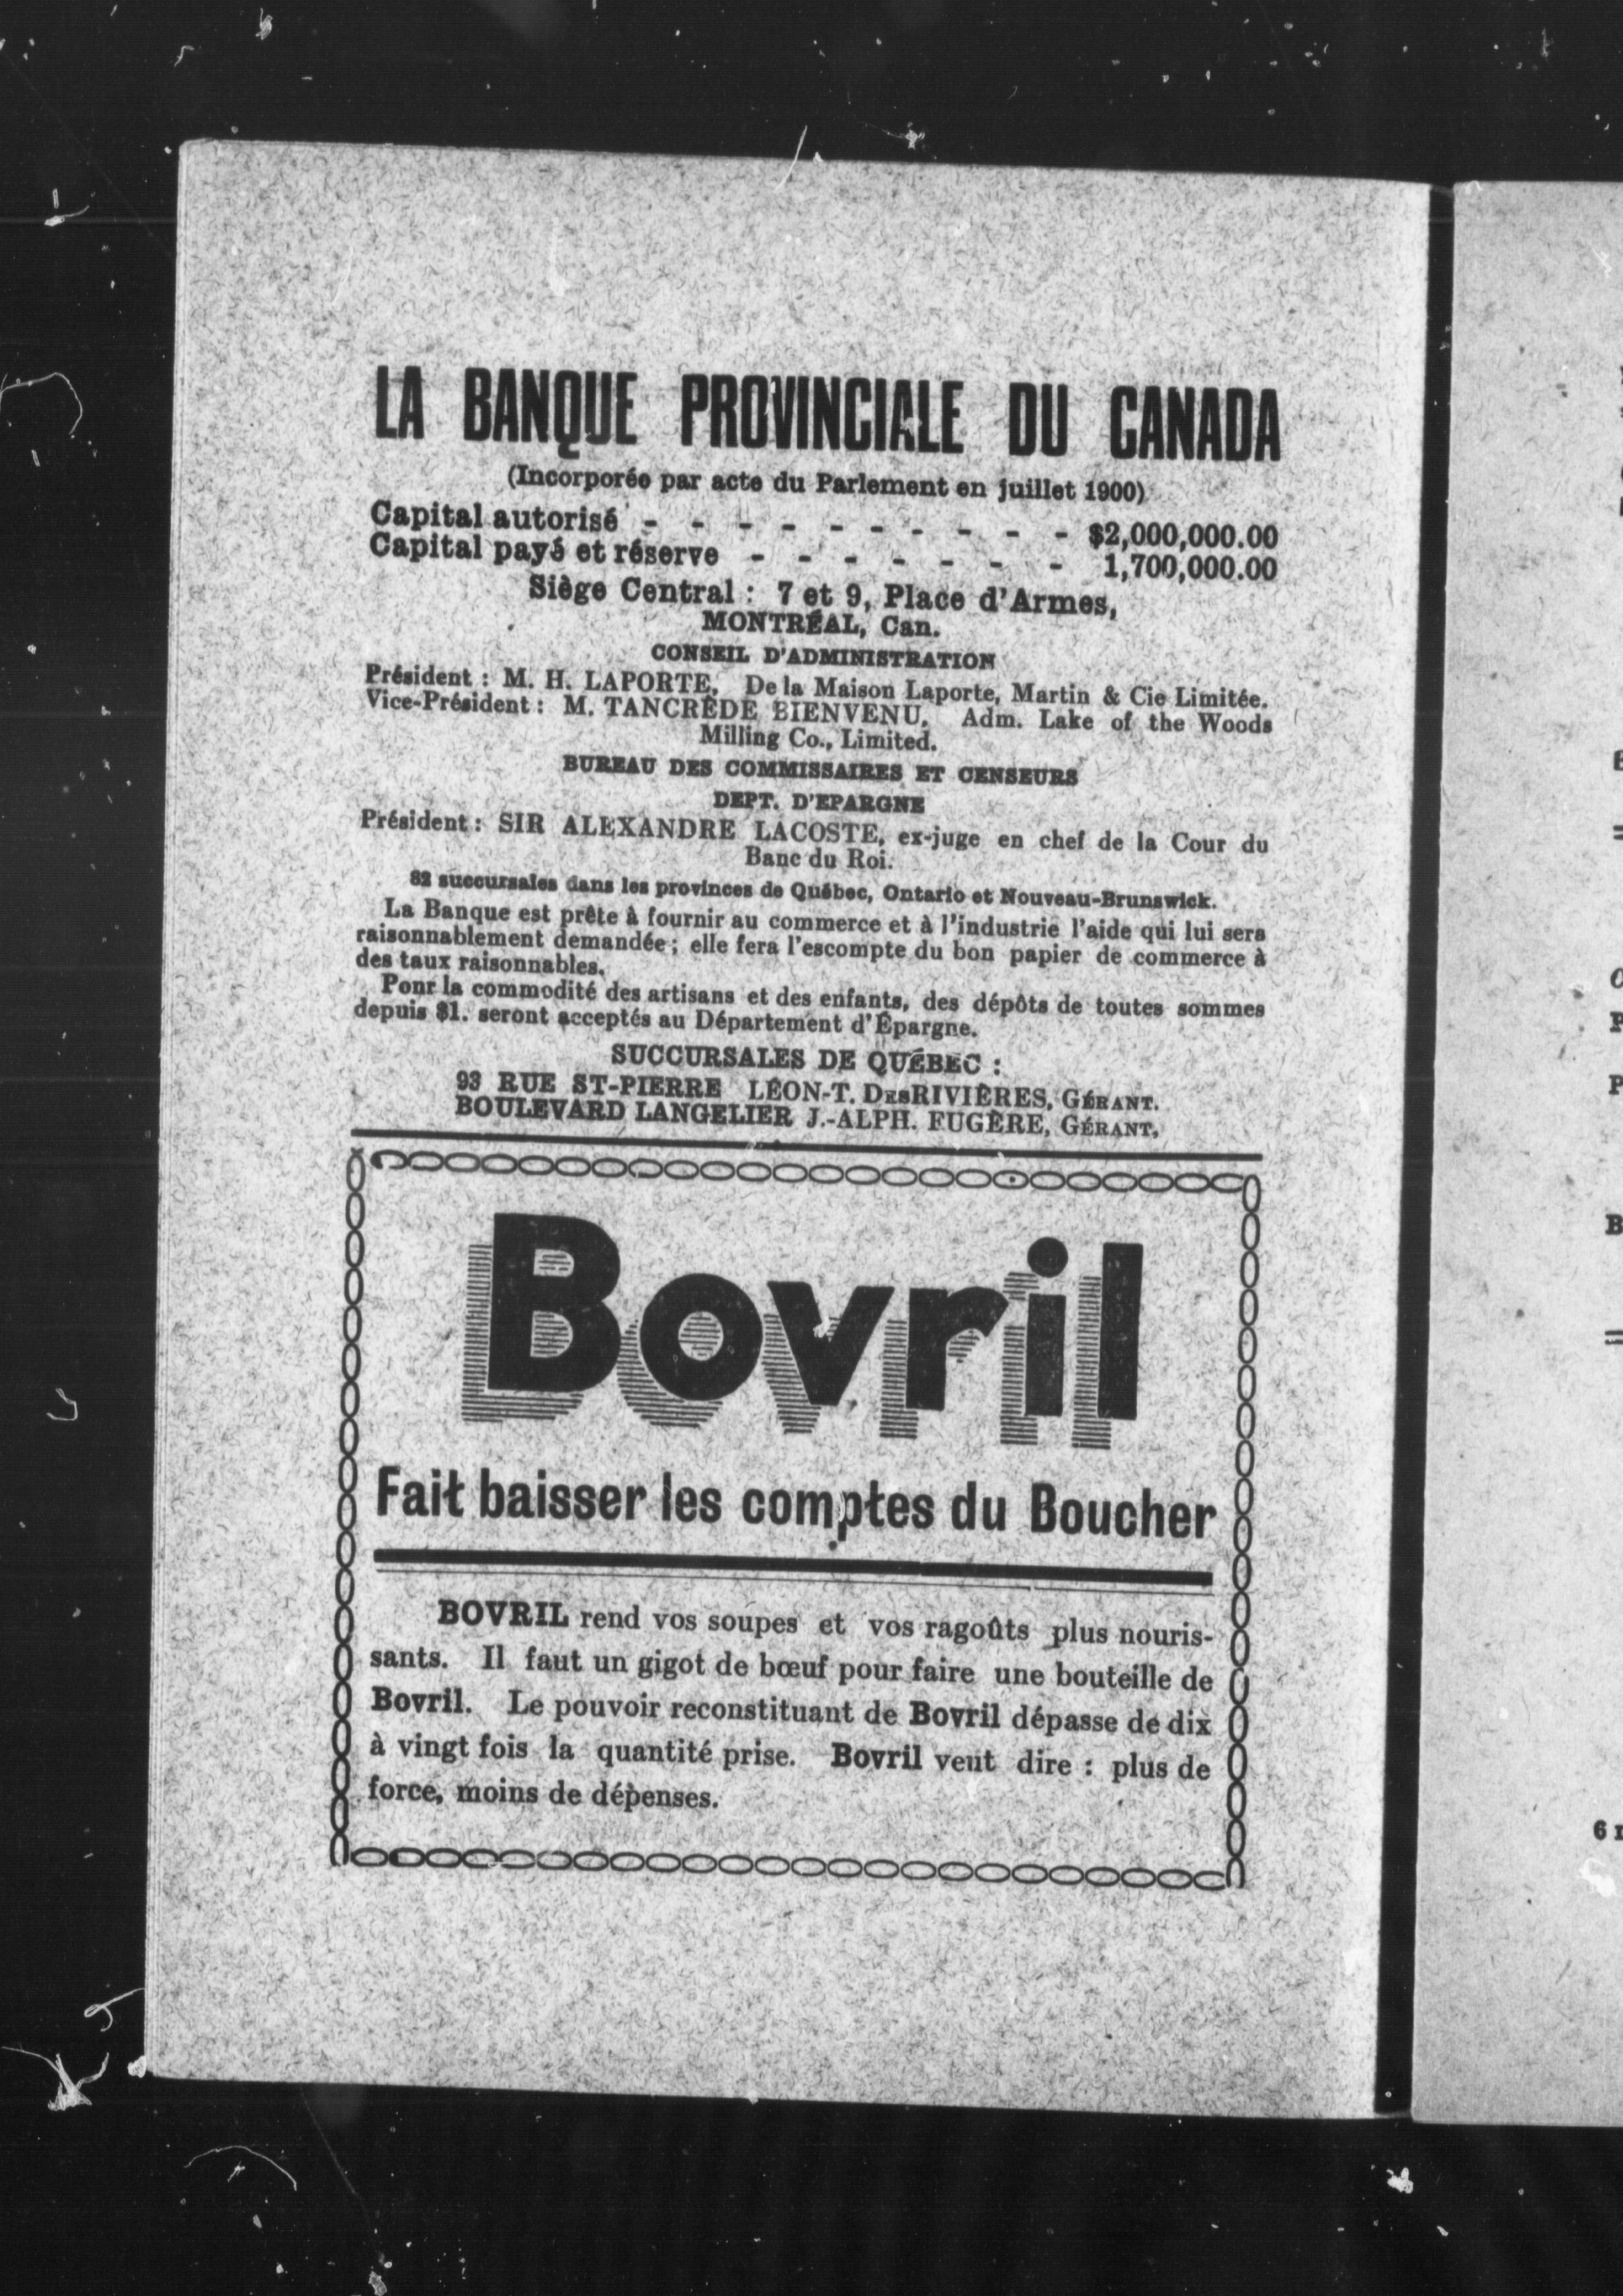 LA BANQUE PROVINCIALE DU CANADA
(Incorporée par acte du Parlement en juillet 1900)
Capital autorisé - - - - - - - - - - $2,000,000.00
Capital payé et réserve - - - - - - - 1,700,000.00
Siège Central : 7 et 9, Place d'Armes,
MONTRÉAL, Can.
CONSEIL D'ADMINISTRATION
Président : M. H. LAPORTE, De la Maison Laporte, Martin & Cie Limitée.
Vice-Président : M. TANCRÈDE BIENVENU, Adm. Lake of the Woods
Milling Co., Limited.
BUREAU DES COMMISSAIRES ET CENSEURS
DEPT. D'EPARGNE
Président : SIR ALEXANDRE LACOSTE, ex-juge en chef de la Cour du
Banc du Roi.
82 succursales dans les provinces de Québec, Ontario et Nouveau-Brunswick.
La Banque est prête à fournir au commerce et à l'industrie l'aide qui lui sera
raisonnablement demandée ; elle fera l'escompte du bon papier de commerce à
des taux raisonnables.
Ponr la commodité des artisans et des enfants, des dépôts de toutes sommes
depuis $1. seront acceptés au Département d'Épargne.
SUCCURSALES DE QUÉBEC :
93 RUE ST-PIERRE LÉON-T. DESRIVIÈRES, GÉRANT.
BOULEVARD LANGELIER J.-ALPH. FUGÈRE, GÉRANT,
Bovril
Fait baisser les comptes du Boucher
BOVRIL rend vos soupes et vos ragoûts plus nouris-
sants. Il faut un gigot de bœuf pour faire une bouteille de
Bovril. Le pouvoir reconstituant de Bovril dépasse de dix
à vingt fois la quantité prise. Bovril veut dire : plus de
force, moins de dépenses.